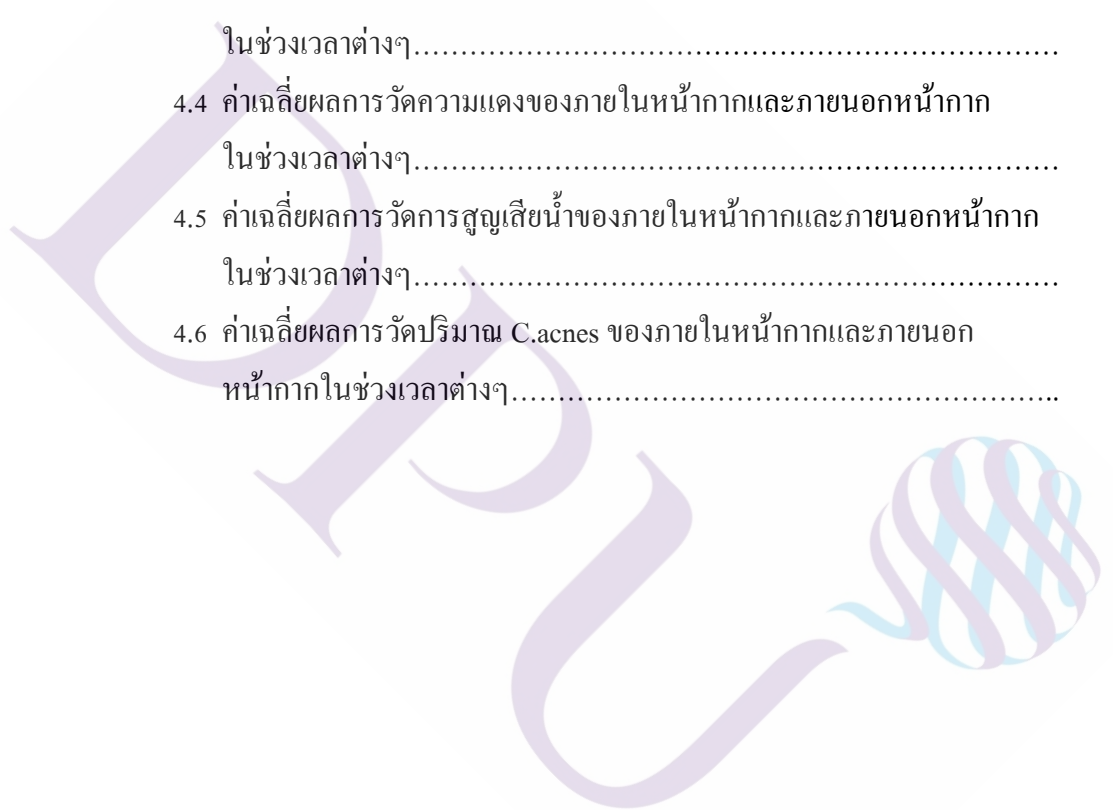 ในช่วงเวลาต่างๆ……………………………………………………………
4.4 ค่าเฉลี่ยผลการวัดความแดงของภายในหน้ากากและภายนอกหน้ากาก
ในช่วงเวลาต่างๆ……………………………………………………………
4.5 ค่าเฉลี่ยผลการวัดการสูญเสียน้ำของภายในหน้ากากและภายนอกหน้ากาก
ในช่วงเวลาต่างๆ……………………………………………………………
4.6 ค่าเฉลี่ยผลการวัดปริมาณ C.acnes ของภายในหน้ากากและภายนอก
หน้ากากในช่วงเวลาต่างๆ…………………………………………………..
DPU